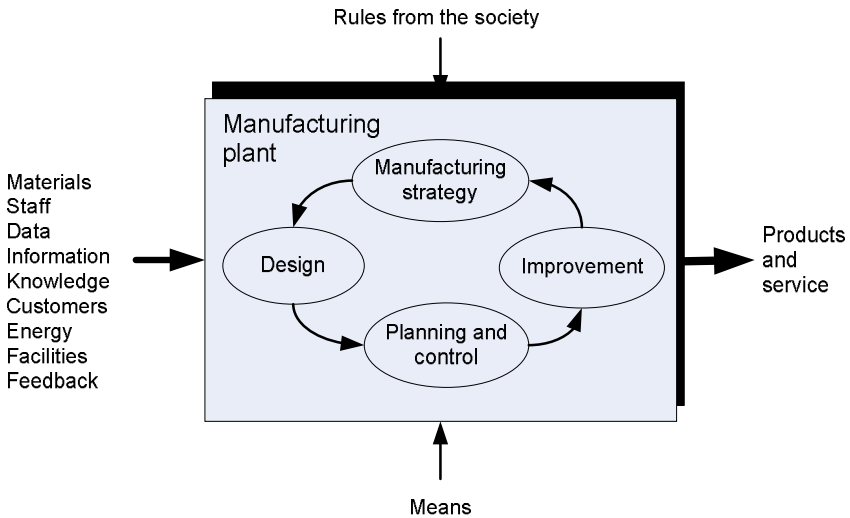 Rules from the society
Manufacturing
plant
Manufacturing
strategy
Materials
Staff
Data
Information
Knowledge
Customers
Energy
Facilities
Feedback
Design
Improvement
Products
and
service
Planning and
control
Means